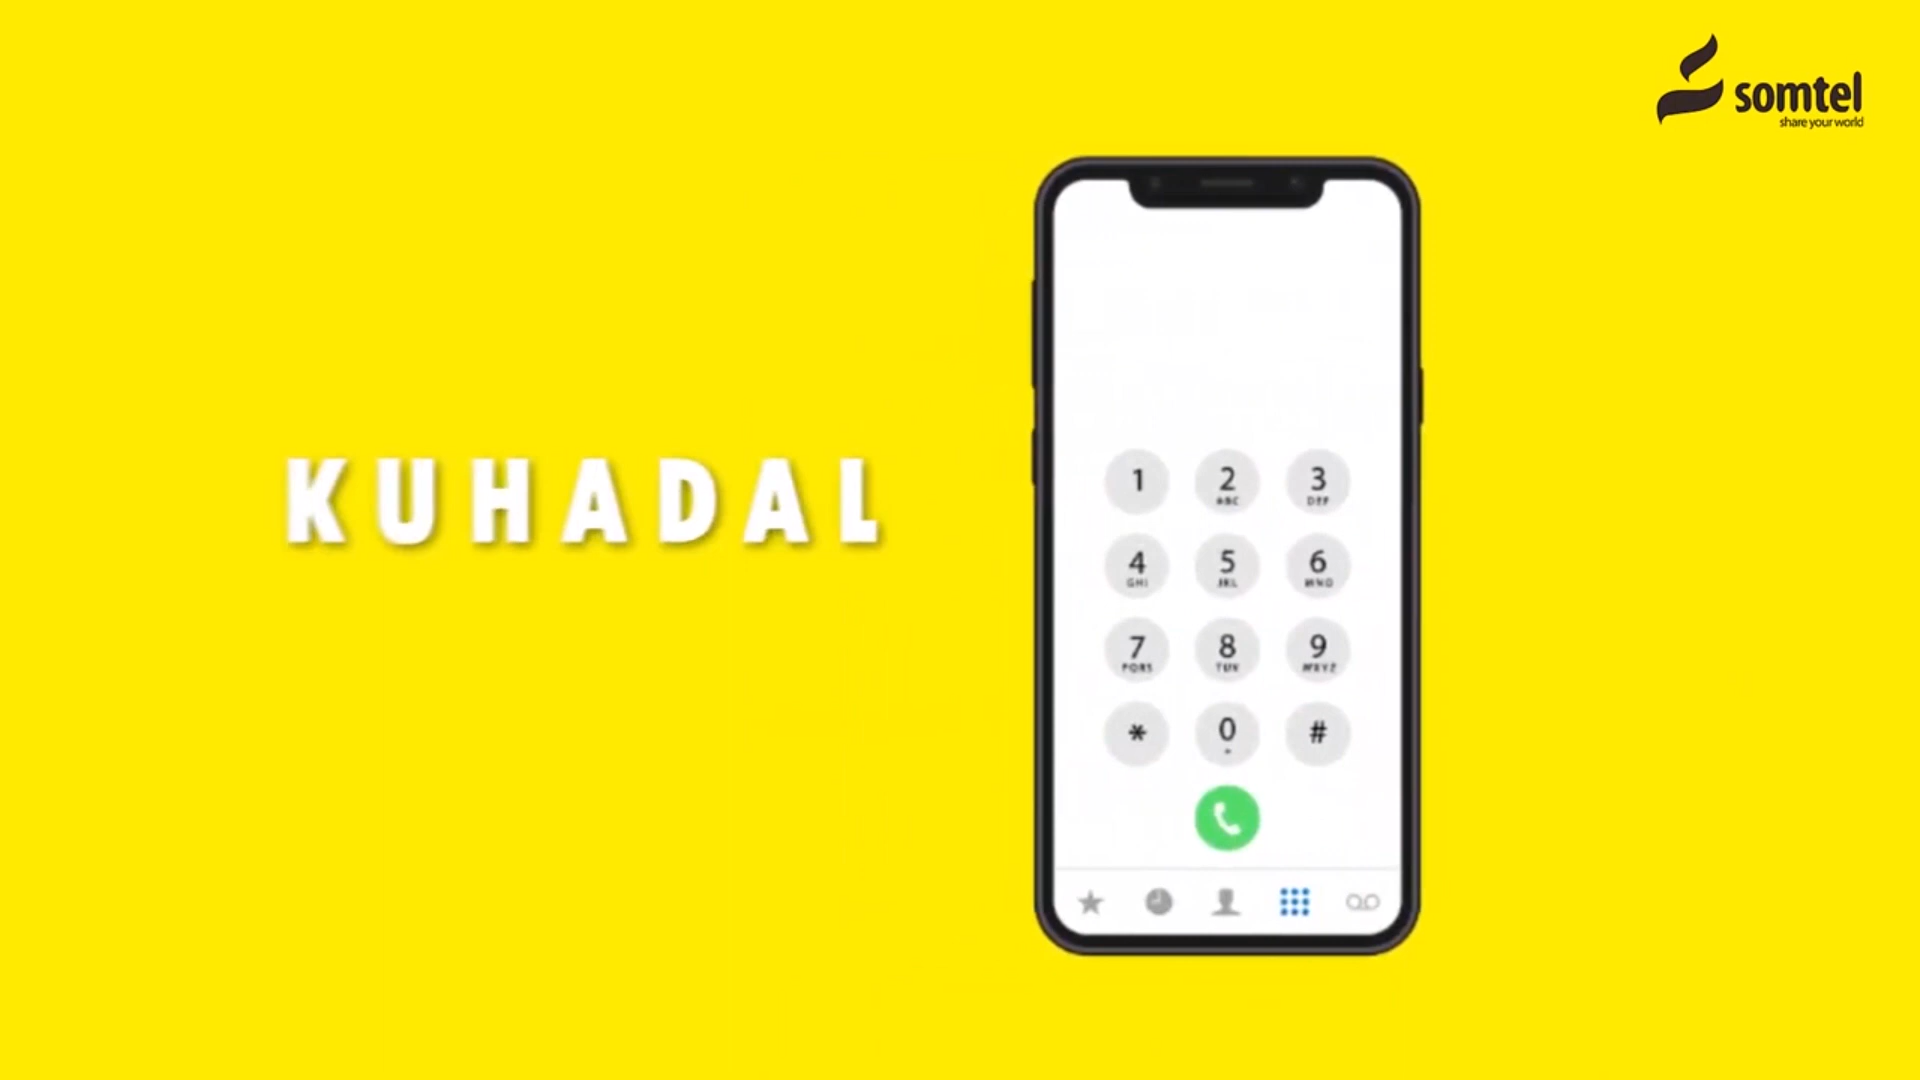 somtel
share your world
KUHADAL
1 2 3
ABC DEF
4 5 6
GHI JKL MNO
7 8 9
PQRS TUV WXYZ
* 0 #